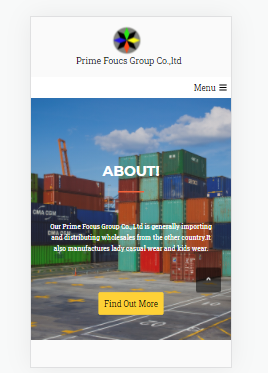 Prime Foucs Group Co.,ltd
Menu
ABOUT!
Our Prime Foucs Group Co., Ltd is generally importing
and distributing wholesales from the other country.It
also manufactures lady casual wear and kids wear.
Find Out More